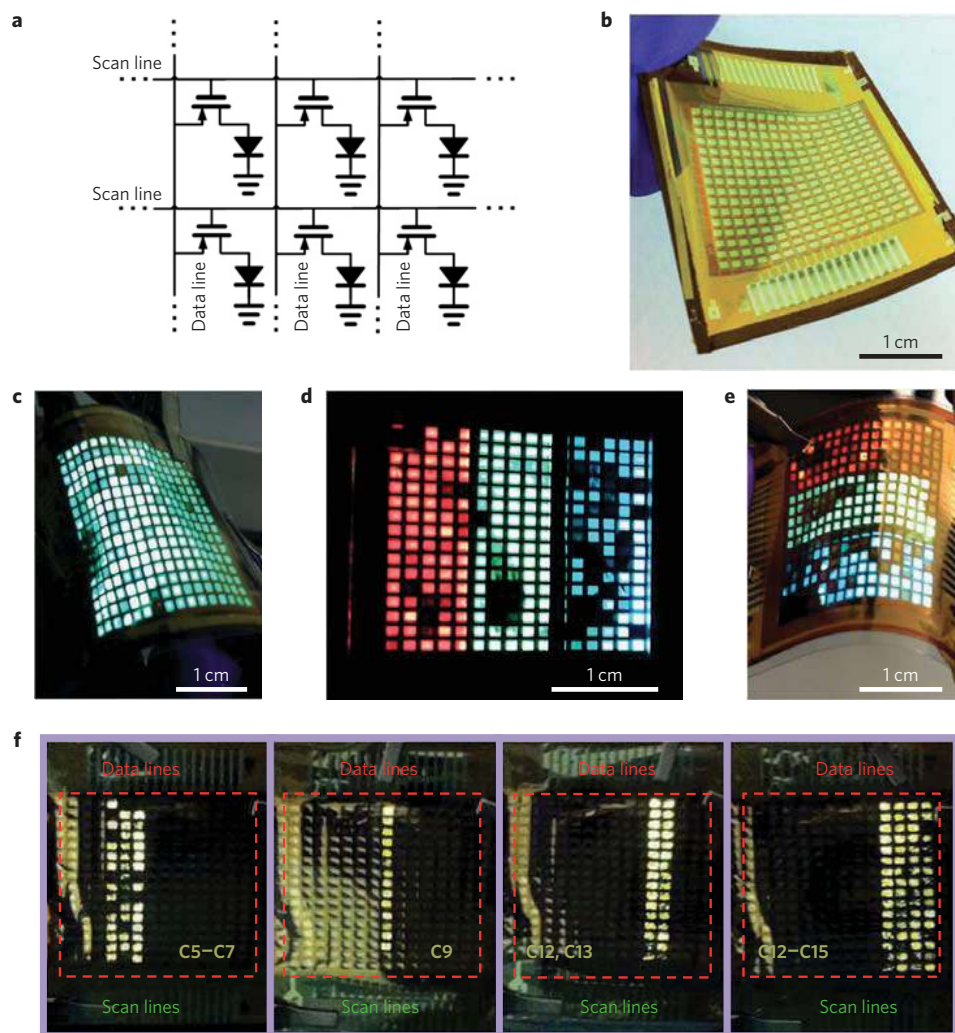 a
Scan line
Scan line
Data line
Data line
Data line
b
1 cm
c
1 cm
d
1 cm
e
1 cm
f
Data lines
C5–C7
Scan lines
Data lines
C9
Scan lines
Data lines
C12, C13
Scan lines
Data lines
C12–C15
Scan lines